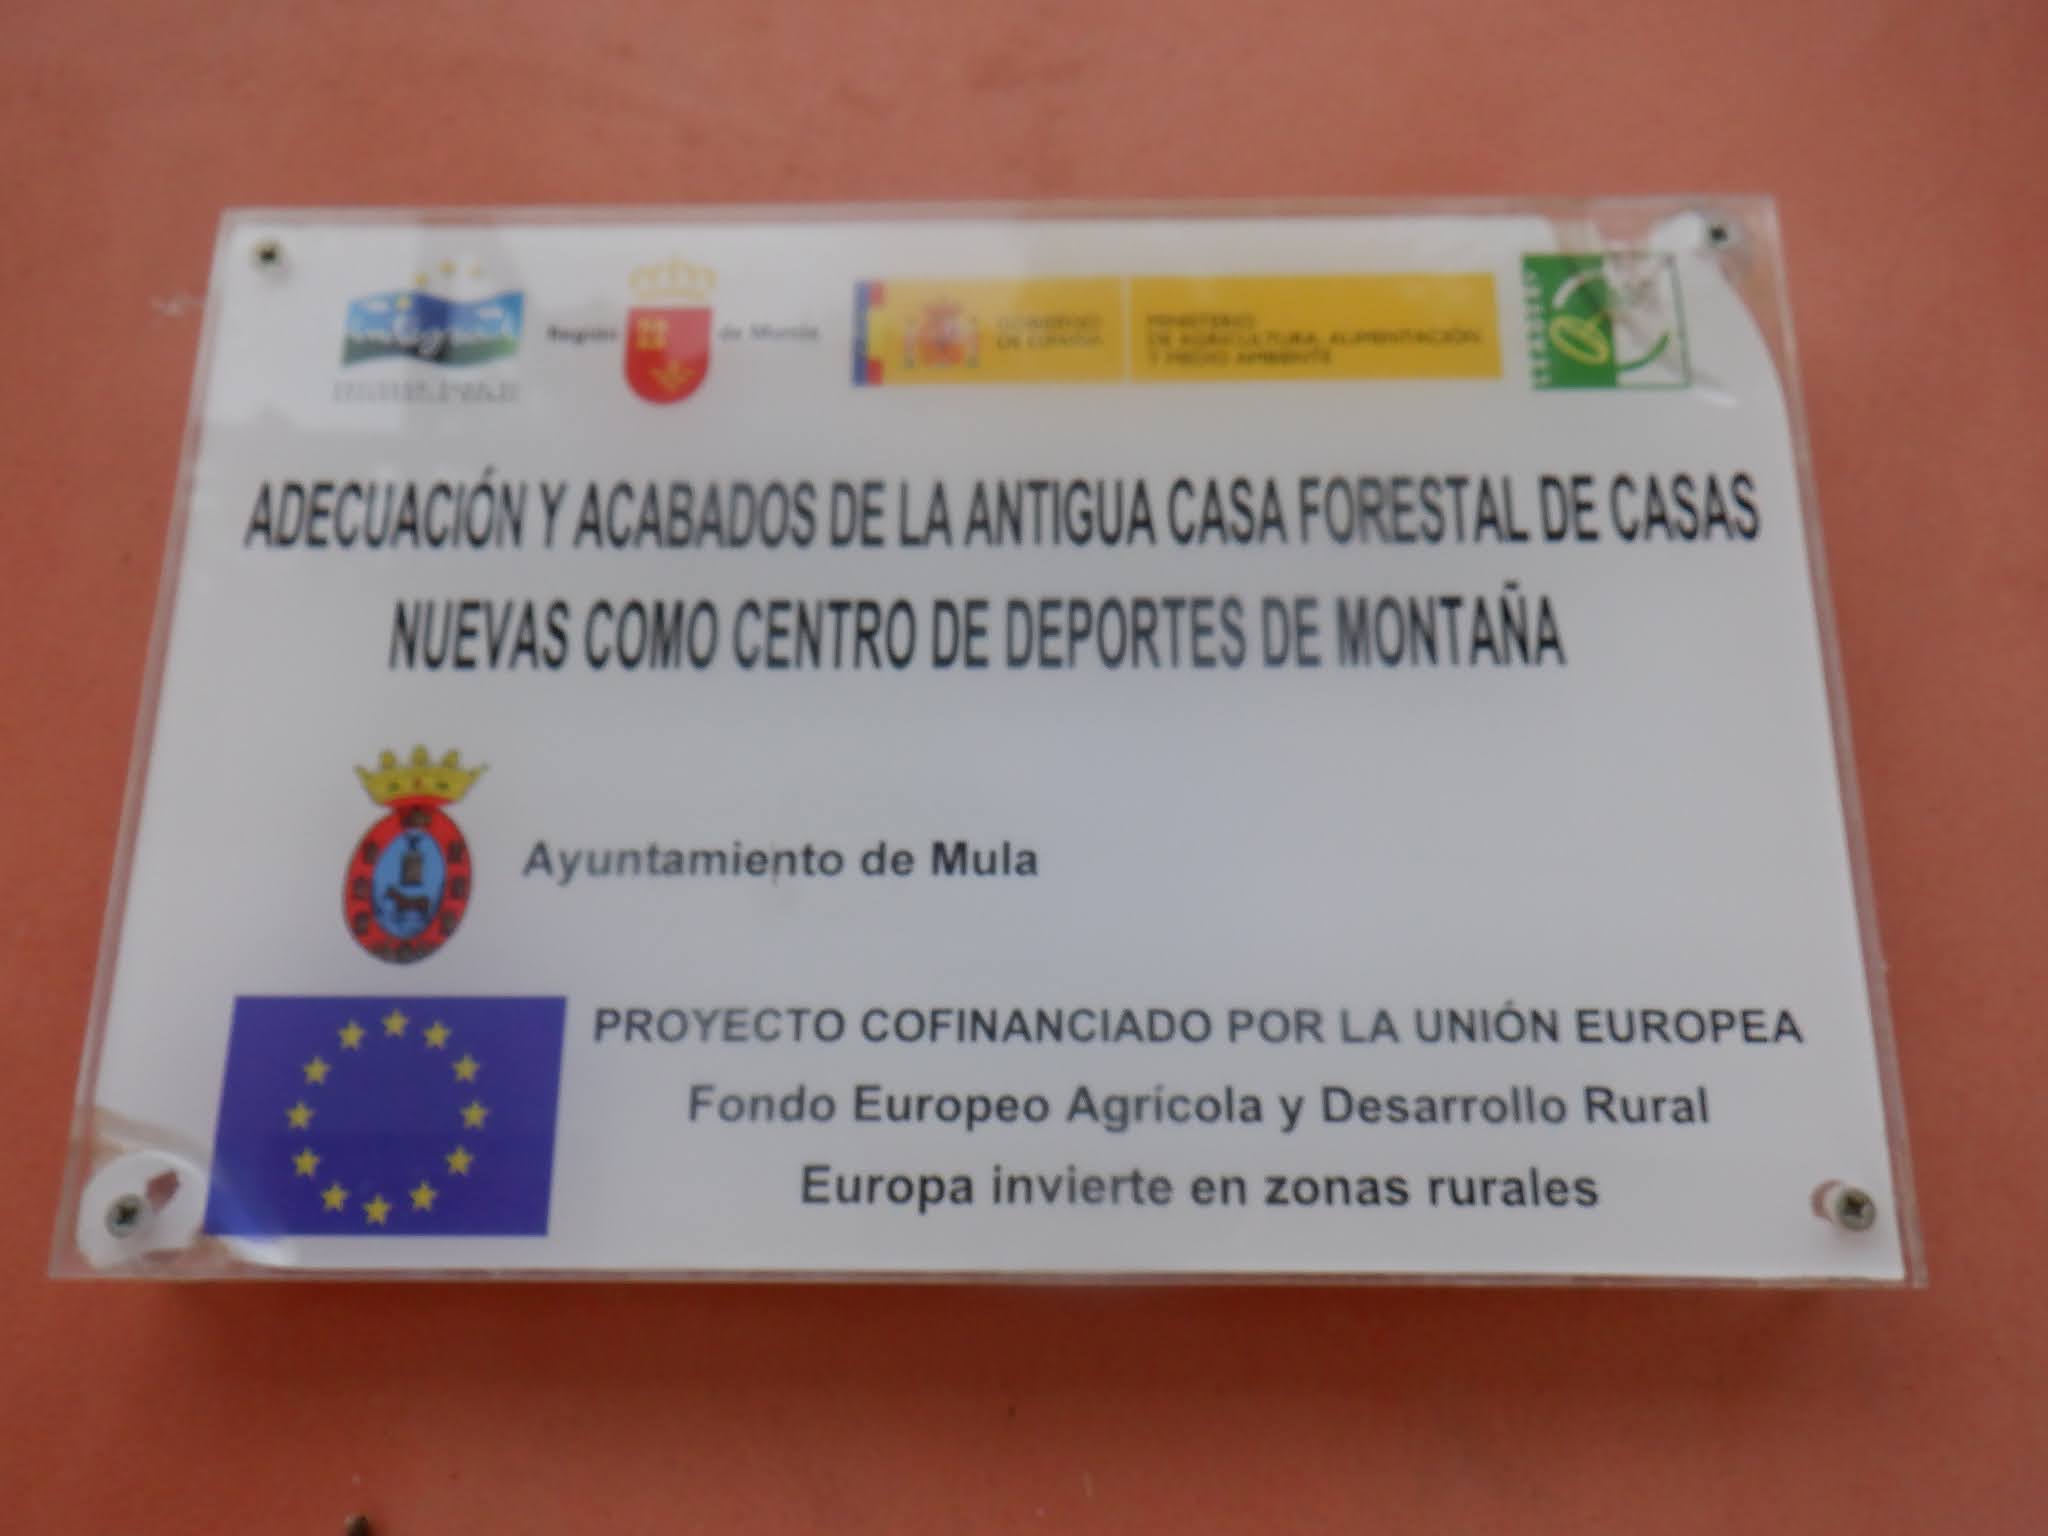 integral
Región de Murcia
GOBIERNO
DE ESPAÑA
MINISTERIO
DE AGRICULTURA, ALIMENTACIÓN
Y MEDIO AMBIENTE
LEADER
ADECUACIÓN Y ACABADOS DE LA ANTIGUA CASA FORESTAL DE CASAS
NUEVAS COMO CENTRO DE DEPORTES DE MONTAÑA
Ayuntamiento de Mula
PROYECTO COFINANCIADO POR LA UNIÓN EUROPEA
Fondo Europeo Agrícola y Desarrollo Rural
Europa invierte en zonas rurales